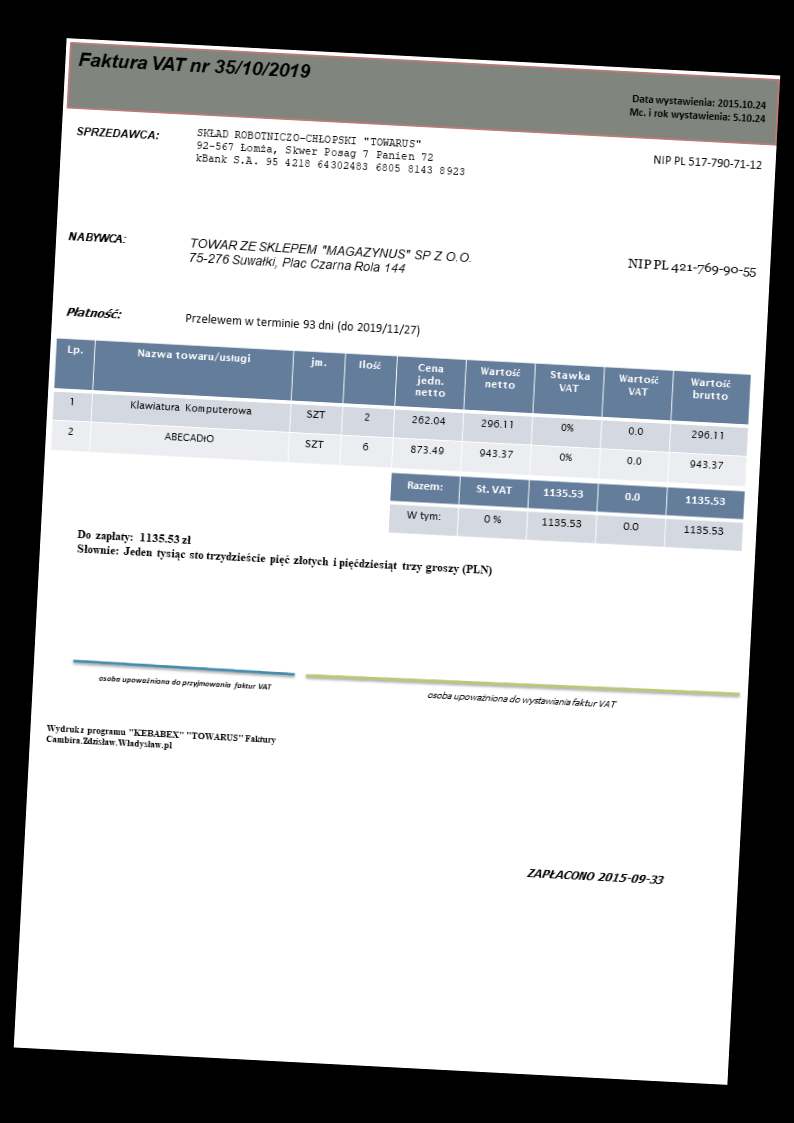 Faktura VAT nr 35/10/2019
Data wystawienia: 2015.10.24
Mc. i rok wystawienia: 5.10.24
SPRZEDAWCA:
SKŁAD ROBOTNICZO-CHŁOPSKI "TOWARUS"
92-567 Łomża, Skwer Posag 7 Panien 72
kBank S.A. 95 4218 64302483 6805 8143 8923
NIP PL 517-790-71-12
NABYWCA:
TOWAR ZE SKLEPEM "MAGAZYNUS" SP Z O.O.
75-276 Suwałki, Plac Czarna Rola 144
NIP PL 421-769-90-55
Płatność: Przelewem w terminie 93 dni (do 2019/11/27)
Lp. Nazwa towaru/usługi jm. Ilość Cena jedn. netto Wartość netto Stawka VAT Wartość VAT Wartość brutto
1 Klawiatura Komputerowa SZT 2 262.04 296.11 0% 0.0 296.11
2 ABECADłO SZT 6 873.49 943.37 0% 0.0 943.37
Razem: St. VAT 1135.53 0.0 1135.53
W tym: 0 % 1135.53 0.0 1135.53
Do zapłaty: 1135.53 zł
Słownie: Jeden tysiąc sto trzydzieście pięć złotych i pięćdziesiąt trzy groszy (PLN)
osoba upoważniona do przyjmowania faktur VAT
osoba upoważniona do wystawiania faktur VAT
Wydruk z programu "KEBABEX" "TOWARUS" Faktury
Cambira.Zdzisław.Władysław.pl
ZAPŁACONO 2015-09-33